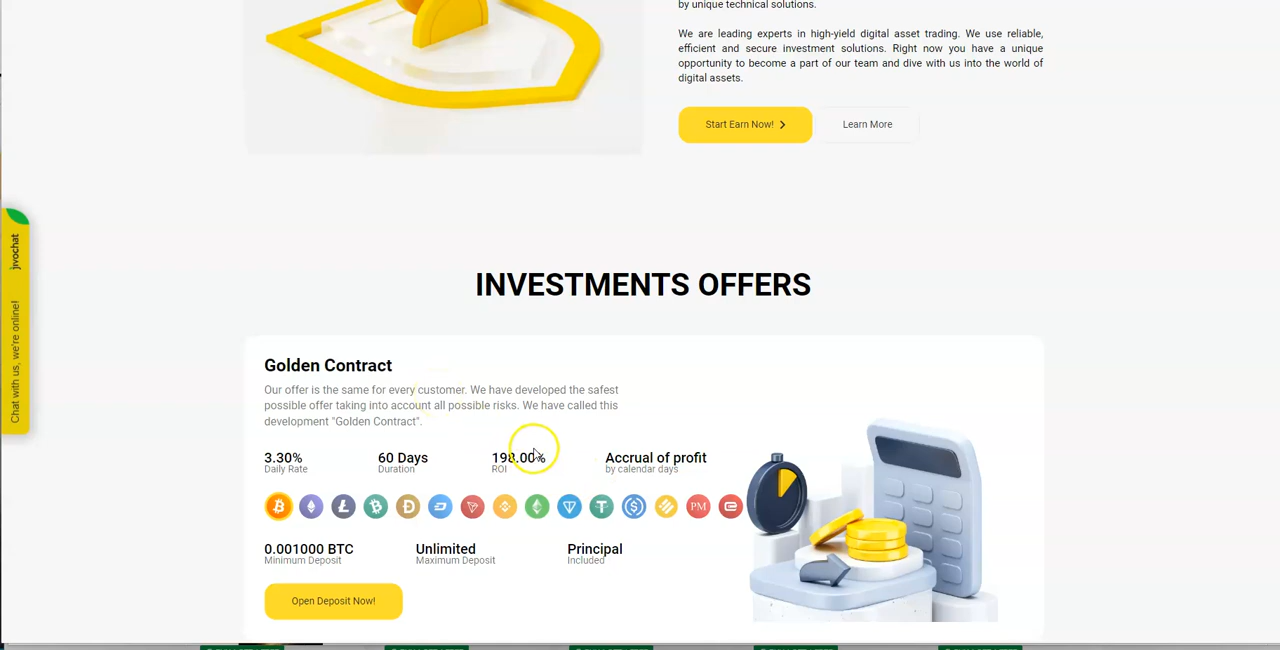 by unique technical solutions.
We are leading experts in high-yield digital asset trading. We use reliable,
efficient and secure investment solutions. Right now you have a unique
opportunity to become a part of our team and dive with us into the world of
digital assets.
Start Earn Now!
Learn More
jivochat
Chat with us, we're online!
INVESTMENTS OFFERS
Golden Contract
Our offer is the same for every customer. We have developed the safest
possible offer taking into account all possible risks. We have called this
development "Golden Contract".
3.30% 60 Days 198.00% Accrual of profit
Daily Rate Duration ROI by calendar days
PM
0.001000 BTC Unlimited Principal
Minimum Deposit Maximum Deposit Included
Open Deposit Now!